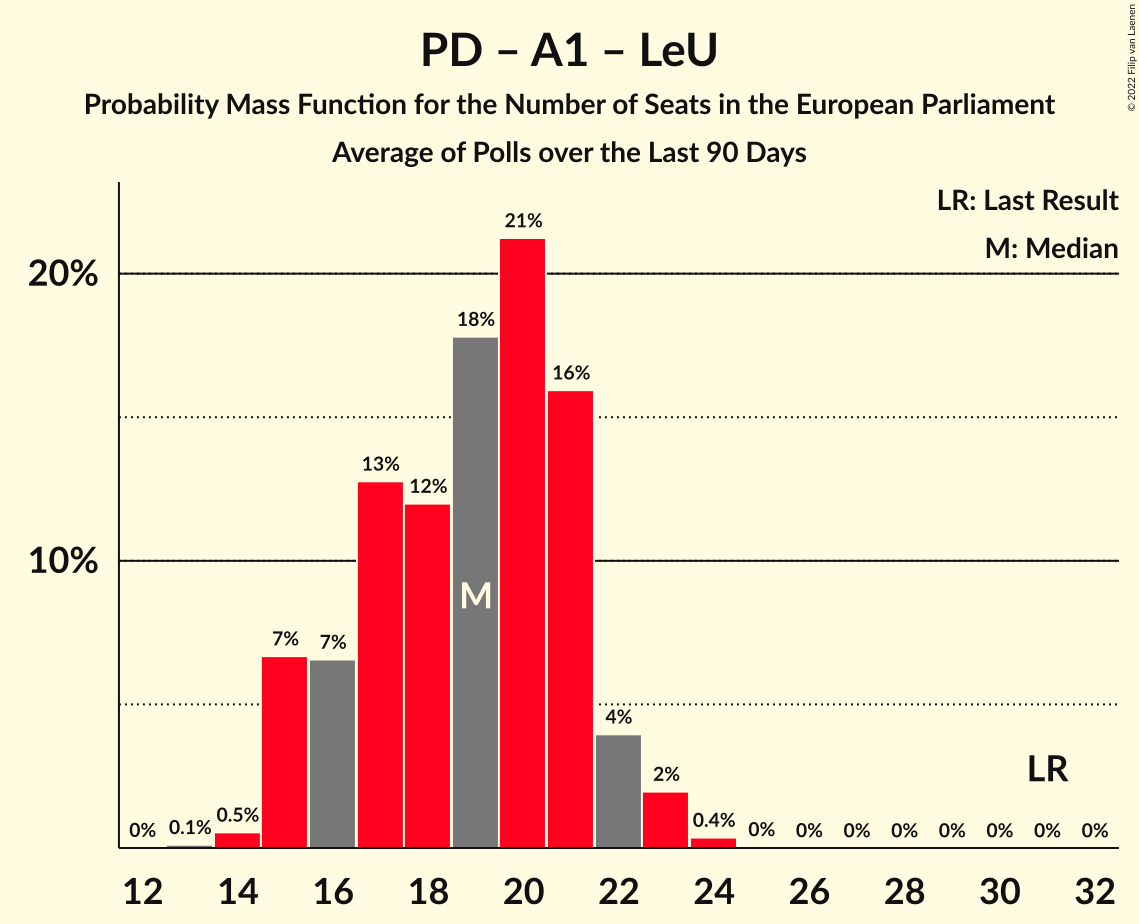 PD – A1 – LeU
Probability Mass Function for the Number of Seats in the European Parliament
Average of Polls over the Last 90 Days
© 2022 Filip van Laenen
LR: Last Result
M: Median
20%
10%
0%
0.1%
0.5%
7%
7%
13%
12%
18%
21%
16%
4%
2%
0.4%
0%
0%
0%
0%
0%
0%
0%
0%
M
LR
12 14 16 18 20 22 24 26 28 30 32